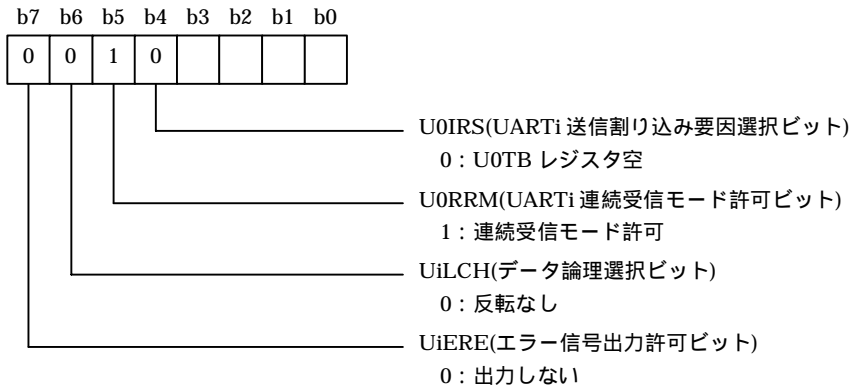 b7 b6 b5 b4 b3 b2 b1 b0
0 0 1 0
U0IRS(UARTi 送信割り込み要因選択ビット)
0：U0TB レジスタ空
U0RRM(UARTi 連続受信モード許可ビット)
1：連続受信モード許可
UiLCH(データ論理選択ビット)
0：反転なし
UiERE(エラー信号出力許可ビット)
0：出力しない